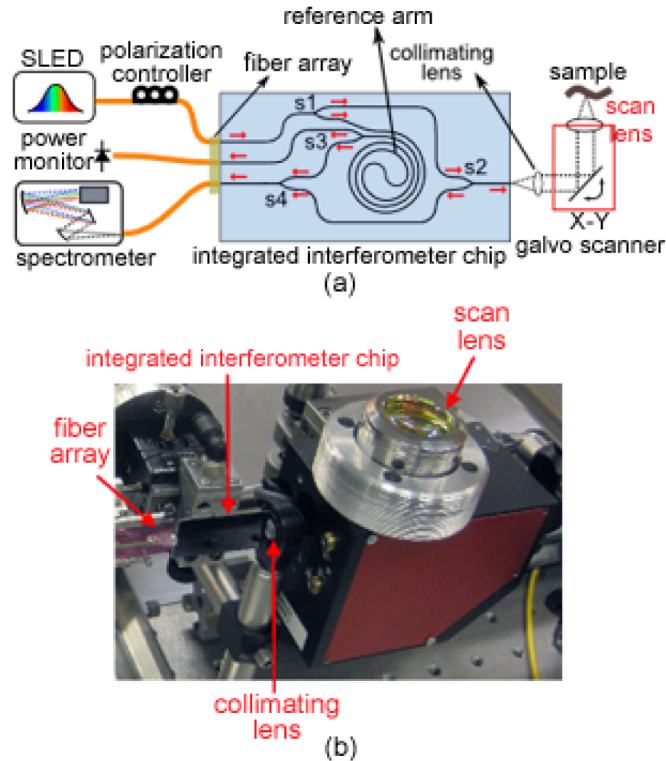 reference arm
polarization
controller
SLED
fiber array
collimating
lens
sample
scan
lens
s1
s3
s2
s4
power
monitor
spectrometer
integrated interferometer chip
X-Y
galvo scanner
(a)
scan
lens
integrated interferometer chip
fiber
array
collimating
lens
(b)